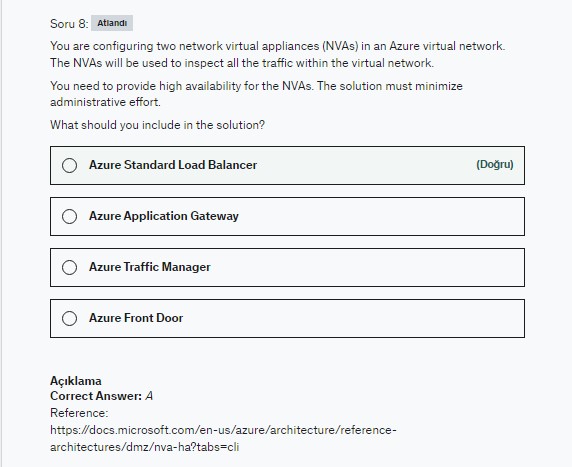 Soru 8: Atlandı
You are configuring two network virtual appliances (NVAs) in an Azure virtual network.
The NVAs will be used to inspect all the traffic within the virtual network.
You need to provide high availability for the NVAs. The solution must minimize
administrative effort.
What should you include in the solution?
Azure Standard Load Balancer (Doğru)
Azure Application Gateway
Azure Traffic Manager
Azure Front Door
Açıklama
Correct Answer: A
Reference:
https://docs.microsoft.com/en-us/azure/architecture/reference-
architectures/dmz/nva-ha?tabs=cli